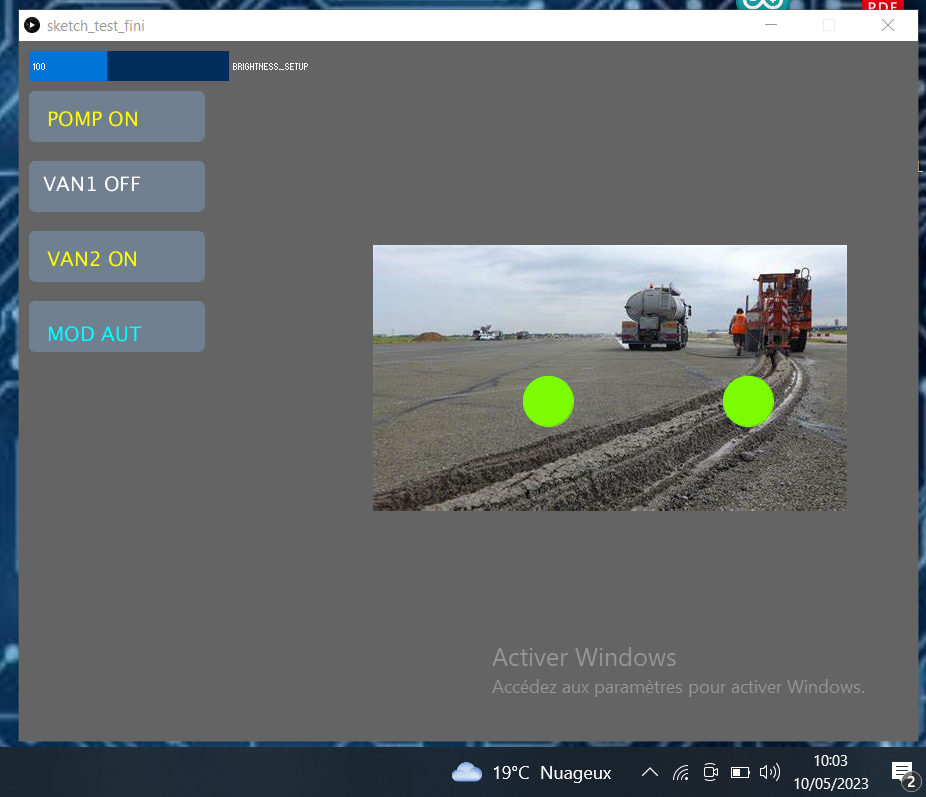 PDF
sketch_test_fini
100
BRIGHTNESS_SETUP
POMP ON
VAN1 OFF
VAN2 ON
MOD AUT
Activer Windows
Accédez aux paramètres pour activer Windows.
19°C Nuageux
10:03
10/05/2023
2